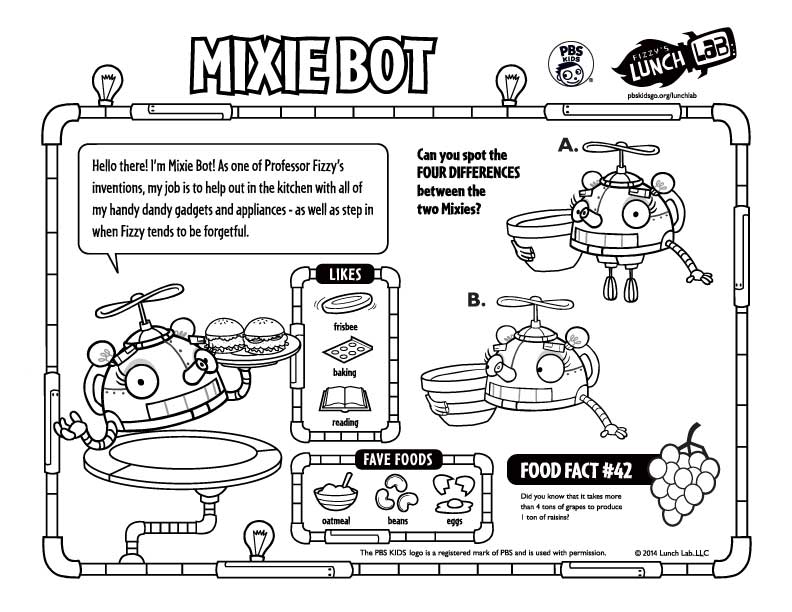 MIXIE BOT
PBS
KIDS
FIZZY'S
LUNCH LAB
pbskidsgo.org/lunchlab
Hello there! I'm Mixie Bot! As one of Professor Fizzy's
inventions, my job is to help out in the kitchen with all of
my handy dandy gadgets and appliances - as well as step in
when Fizzy tends to be forgetful.
Can you spot the
FOUR DIFFERENCES
between the
two Mixies?
A.
B.
LIKES
frisbee
baking
reading
FAVE FOODS
oatmeal
beans
eggs
FOOD FACT #42
Did you know that it takes more
than 4 tons of grapes to produce
1 ton of raisins?
The PBS KIDS logo is a registered mark of PBS and is used with permission.
© 2014 Lunch Lab, LLC